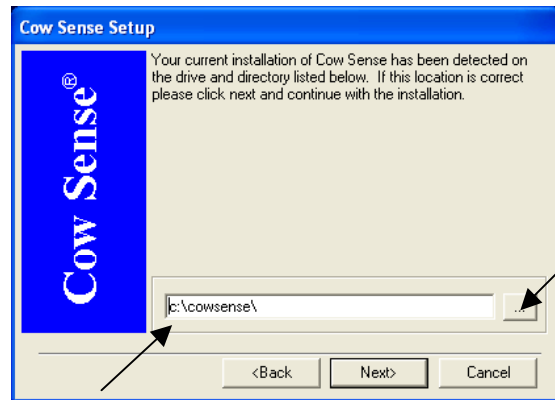 Cow Sense Setup
Cow Sense®
Your current installation of Cow Sense has been detected on
the drive and directory listed below.  If this location is correct
please click next and continue with the installation.
c:\cowsense\
...
<Back
Next>
Cancel